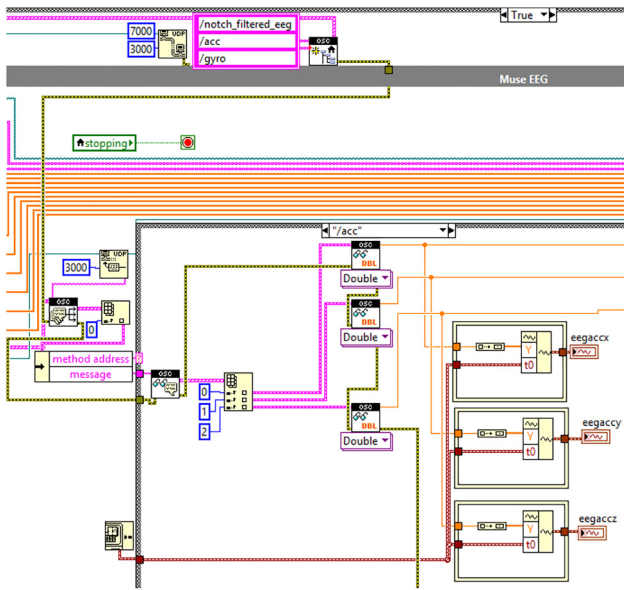 True
7000
3000
UDP
/notch_filtered_eeg
/acc
/gyro
OSC
Muse EEG
stopping
"/acc"
UDP
3000
OSC
0
method address
message
OSC
0
1
2
OSC
DBL
Double
OSC
DBL
Double
OSC
DBL
Double
Y
t0
eegaccx
Y
t0
eegaccy
Y
t0
eegaccz